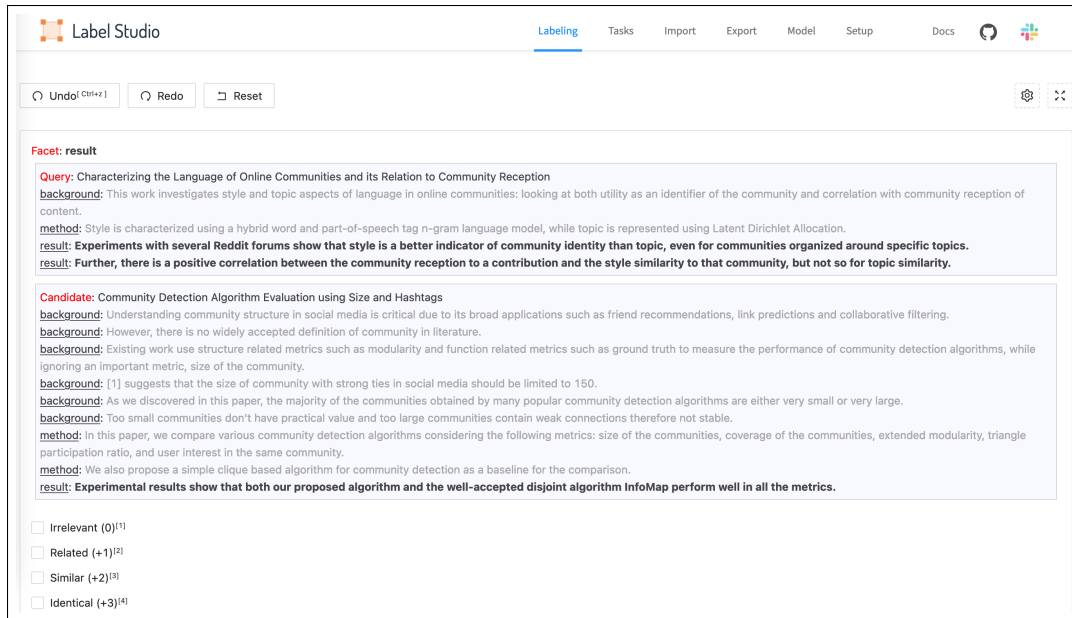 Label Studio
Labeling Tasks Import Export Model Setup Docs
Undo[ Ctrl+z ] Redo Reset
Facet: result
Query: Characterizing the Language of Online Communities and its Relation to Community Reception
background: This work investigates style and topic aspects of language in online communities: looking at both utility as an identifier of the community and correlation with community reception of
content.
method: Style is characterized using a hybrid word and part-of-speech tag n-gram language model, while topic is represented using Latent Dirichlet Allocation.
result: Experiments with several Reddit forums show that style is a better indicator of community identity than topic, even for communities organized around specific topics.
result: Further, there is a positive correlation between the community reception to a contribution and the style similarity to that community, but not so for topic similarity.
Candidate: Community Detection Algorithm Evaluation using Size and Hashtags
background: Understanding community structure in social media is critical due to its broad applications such as friend recommendations, link predictions and collaborative filtering.
background: However, there is no widely accepted definition of community in literature.
background: Existing work use structure related metrics such as modularity and function related metrics such as ground truth to measure the performance of community detection algorithms, while
ignoring an important metric, size of the community.
background: [1] suggests that the size of community with strong ties in social media should be limited to 150.
background: As we discovered in this paper, the majority of the communities obtained by many popular community detection algorithms are either very small or very large.
background: Too small communities don't have practical value and too large communities contain weak connections therefore not stable.
method: In this paper, we compare various community detection algorithms considering the following metrics: size of the communities, coverage of the communities, extended modularity, triangle
participation ratio, and user interest in the same community.
method: We also propose a simple clique based algorithm for community detection as a baseline for the comparison.
result: Experimental results show that both our proposed algorithm and the well-accepted disjoint algorithm InfoMap perform well in all the metrics.
Irrelevant (0)[1]
Related (+1)[2]
Similar (+2)[3]
Identical (+3)[4]